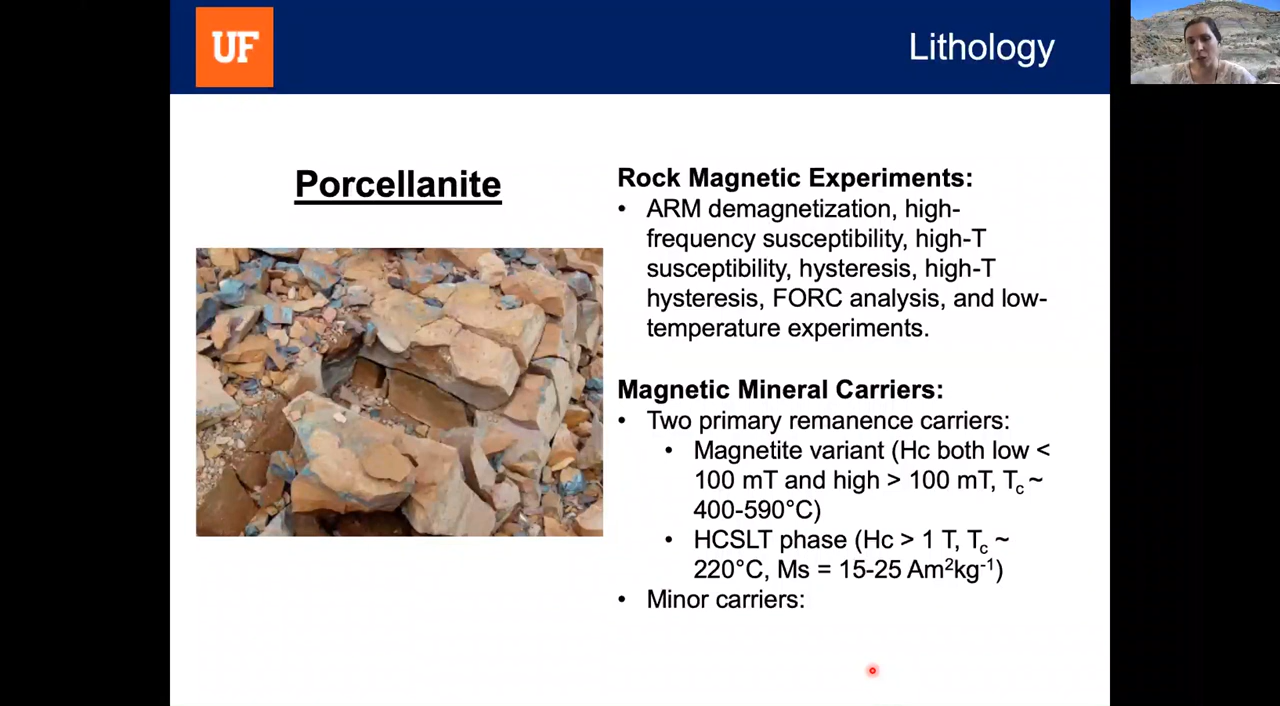 UF
Lithology
Porcellanite
Rock Magnetic Experiments:
• ARM demagnetization, high-
frequency susceptibility, high-T
susceptibility, hysteresis, high-T
hysteresis, FORC analysis, and low-
temperature experiments.
Magnetic Mineral Carriers:
• Two primary remanence carriers:
• Magnetite variant (Hc both low <
100 mT and high > 100 mT, Tc ~
400-590°C)
• HCSLT phase (Hc > 1 T, Tc ~
220°C, Ms = 15-25 Am²kg⁻¹)
• Minor carriers: